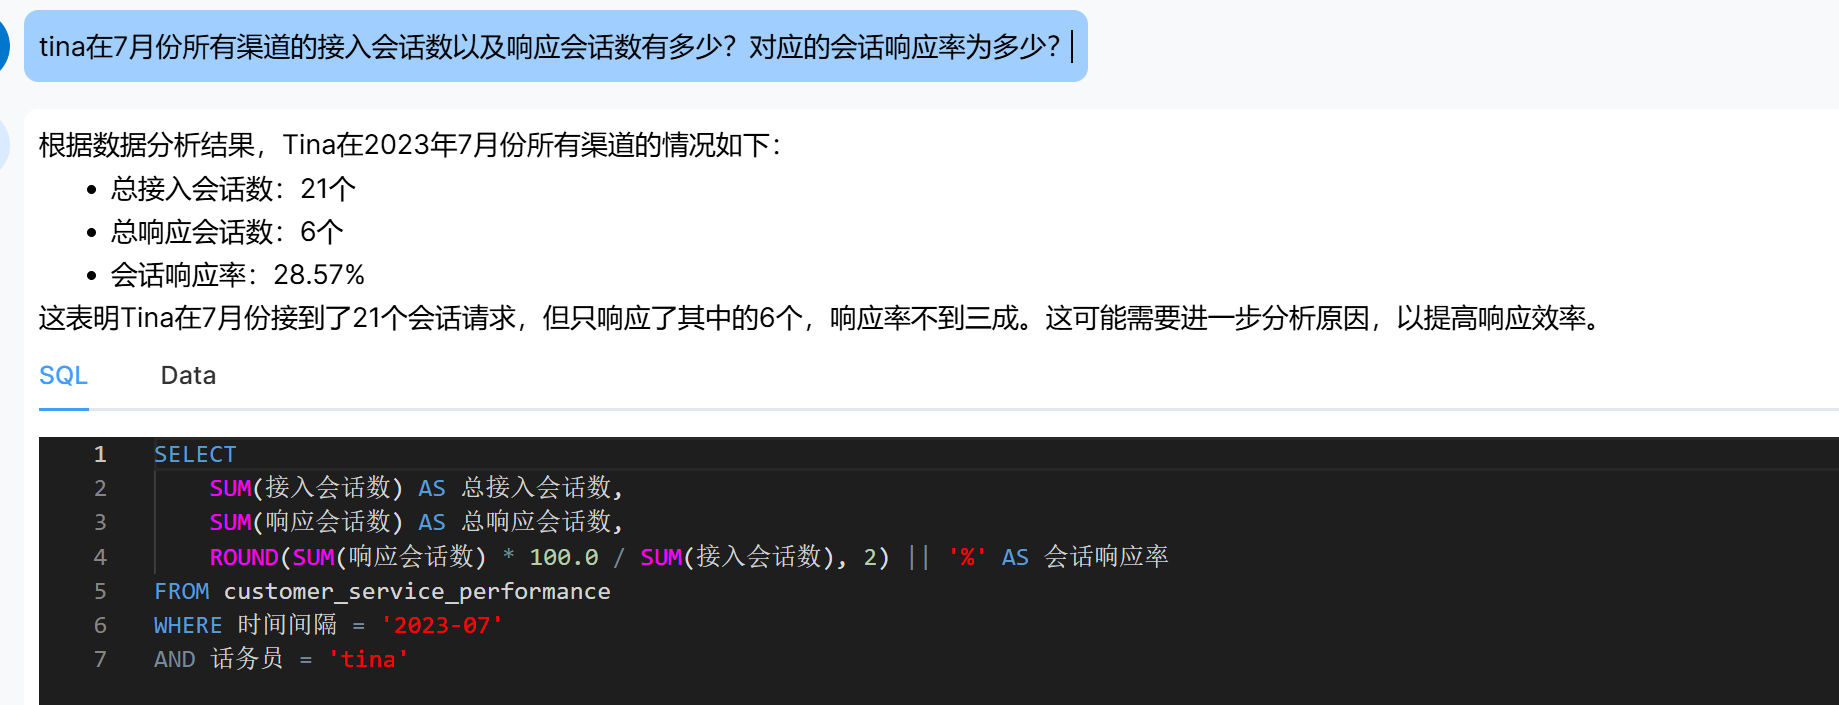 tina在7月份所有渠道的接入会话数以及响应会话数有多少？对应的会话响应率为多少？
根据数据分析结果，Tina在2023年7月份所有渠道的情况如下：
• 总接入会话数：21个
• 总响应会话数：6个
• 会话响应率：28.57%
这表明Tina在7月份接到了21个会话请求，但只响应了其中的6个，响应率不到三成。这可能需要进一步分析原因，以提高响应效率。
SQL Data
1 SELECT
2 SUM(接入会话数) AS 总接入会话数,
3 SUM(响应会话数) AS 总响应会话数,
4 ROUND(SUM(响应会话数) * 100.0 / SUM(接入会话数), 2) || '%' AS 会话响应率
5 FROM customer_service_performance
6 WHERE 时间间隔 = '2023-07'
7 AND 话务员 = 'tina'